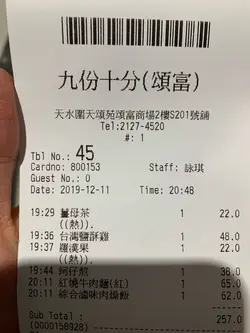 九份十分(頌富)
天水圍天頌苑頌富商場2樓S201號舖
Tel:2127-4520
#: 1
Tbl No.: 45
Cardno: 800153 Staff: 詠琪
Guest No.: 0
Date: 2019-12-11 Time: 20:48
19:29 薑母茶 1 22.0
((熱)).
19:36 台灣鹽酥雞 1 48.0
19:37 羅漢果 1 22.0
((熱)).
19:44 蚵仔煎 1 38.0
20:11 紅燒牛肉麵(紅) 1 65.0
20:11 綜合滷味肉燥飯 1 62.0
Sub Total : 257.0
(D000158928)